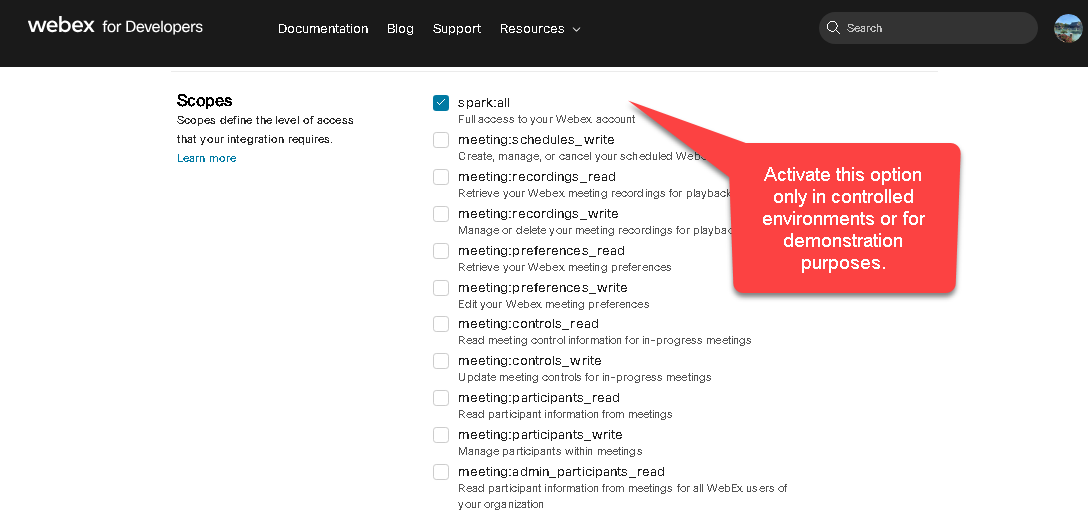 webex for Developers
Documentation Blog Support Resources
Search
Scopes
Scopes define the level of access
that your integration requires.
Learn more
spark:all
Full access to your Webex account
meeting:schedules_write
Create, manage, or cancel your scheduled
meeting:recordings_read
Retrieve your Webex meeting recordings for playback
meeting:recordings_write
Manage or delete your meeting recordings for
meeting:preferences_read
Retrieve your Webex meeting preferences
meeting:preferences_write
Edit your Webex meeting preferences
meeting:controls_read
Read meeting control information for in-progress meetings
meeting:controls_write
Update meeting controls for in-progress meetings
meeting:participants_read
Read participant information from meetings
meeting:participants_write
Manage participants within meetings
meeting:admin_participants_read
Read participant information from meetings for all WebEx users of
your organization
Activate this option
only in controlled
environments or for
demonstration
purposes.